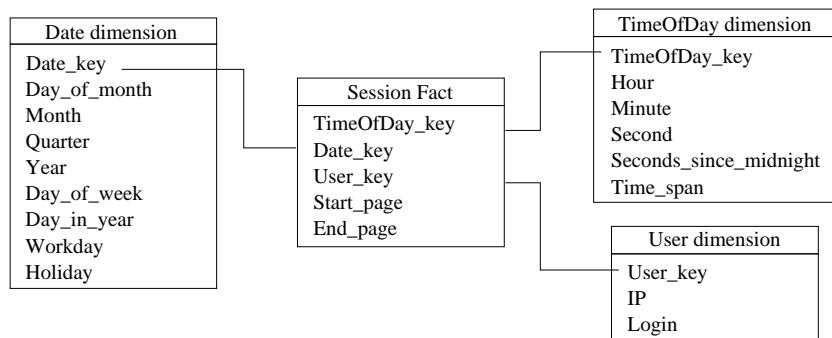 Date dimension
Date_key
Day_of_month
Month
Quarter
Year
Day_of_week
Day_in_year
Workday
Holiday
Session Fact
TimeOfDay_key
Date_key
User_key
Start_page
End_page
TimeOfDay dimension
TimeOfDay_key
Hour
Minute
Second
Seconds_since_midnight
Time_span
User dimension
User_key
IP
Login